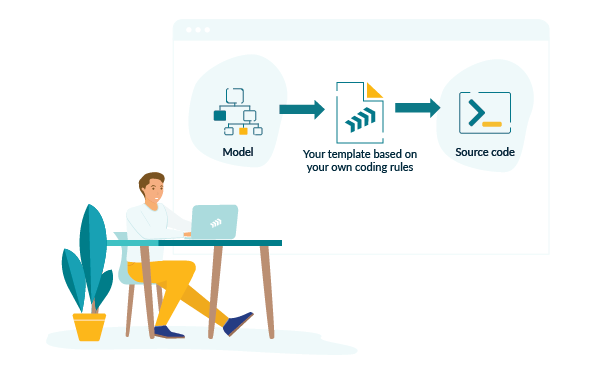 Model
Your template based on
your own coding rules
Source code